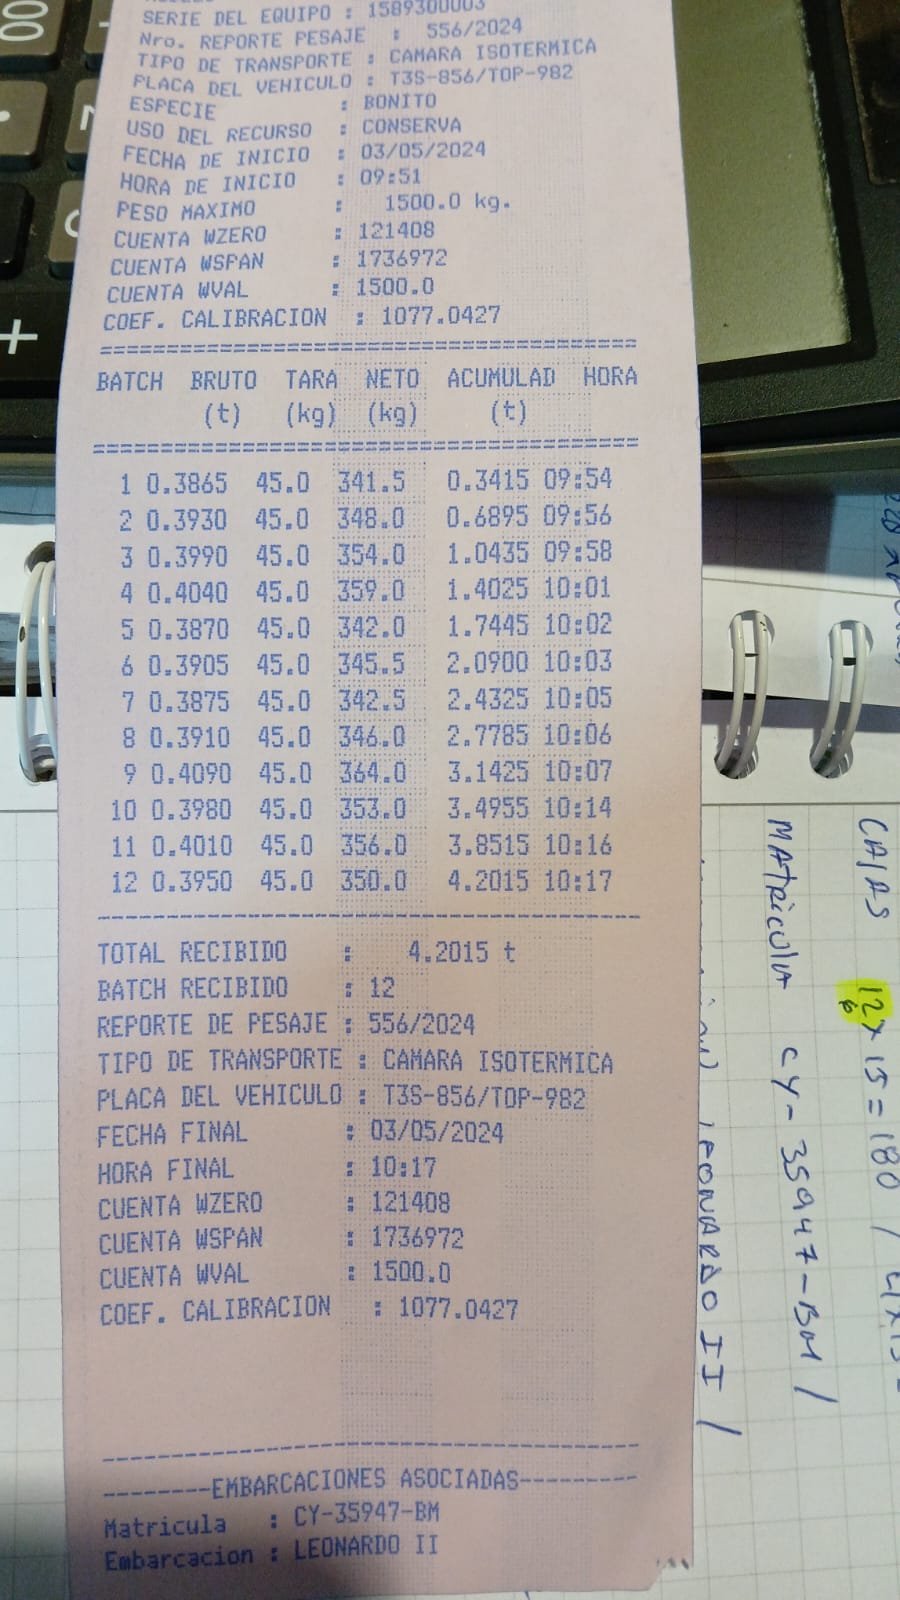 SERIE DEL EQUIPO : 1589300003
Nro. REPORTE PESAJE : 556/2024
TIPO DE TRANSPORTE : CAMARA ISOTERMICA
PLACA DEL VEHICULO : T3S-856/TOP-982
ESPECIE : BONITO
USO DEL RECURSO : CONSERVA
FECHA DE INICIO : 03/05/2024
HORA DE INICIO : 09:51
PESO MAXIMO : 1500.0 kg.
CUENTA WZERO : 121408
CUENTA WSPAN : 1736972
CUENTA WVAL : 1500.0
COEF. CALIBRACION : 1077.0427
========================================
BATCH BRUTO TARA NETO ACUMULAD HORA
(t) (kg) (kg) (t)
========================================
1 0.3865 45.0 341.5 0.3415 09:54
2 0.3930 45.0 348.0 0.6895 09:56
3 0.3990 45.0 354.0 1.0435 09:58
4 0.4040 45.0 359.0 1.4025 10:01
5 0.3870 45.0 342.0 1.7445 10:02
6 0.3905 45.0 345.5 2.0900 10:03
7 0.3875 45.0 342.5 2.4325 10:05
8 0.3910 45.0 346.0 2.7785 10:06
9 0.4090 45.0 364.0 3.1425 10:07
10 0.3980 45.0 353.0 3.4955 10:14
11 0.4010 45.0 356.0 3.8515 10:16
12 0.3950 45.0 350.0 4.2015 10:17
----------------------------------------
TOTAL RECIBIDO : 4.2015 t
BATCH RECIBIDO : 12
REPORTE DE PESAJE : 556/2024
TIPO DE TRANSPORTE : CAMARA ISOTERMICA
PLACA DEL VEHICULO : T3S-856/TOP-982
FECHA FINAL : 03/05/2024
HORA FINAL : 10:17
CUENTA WZERO : 121408
CUENTA WSPAN : 1736972
CUENTA WVAL : 1500.0
COEF. CALIBRACION : 1077.0427
----------------------------------------
--------EMBARCACIONES ASOCIADAS---------
Matricula : CY-35947-BM
Embarcacion : LEONARDO II
CAJAS 12 x 15 = 180 /
MATRICULA CY-35947-BM /
LEONARDO II /
00
+